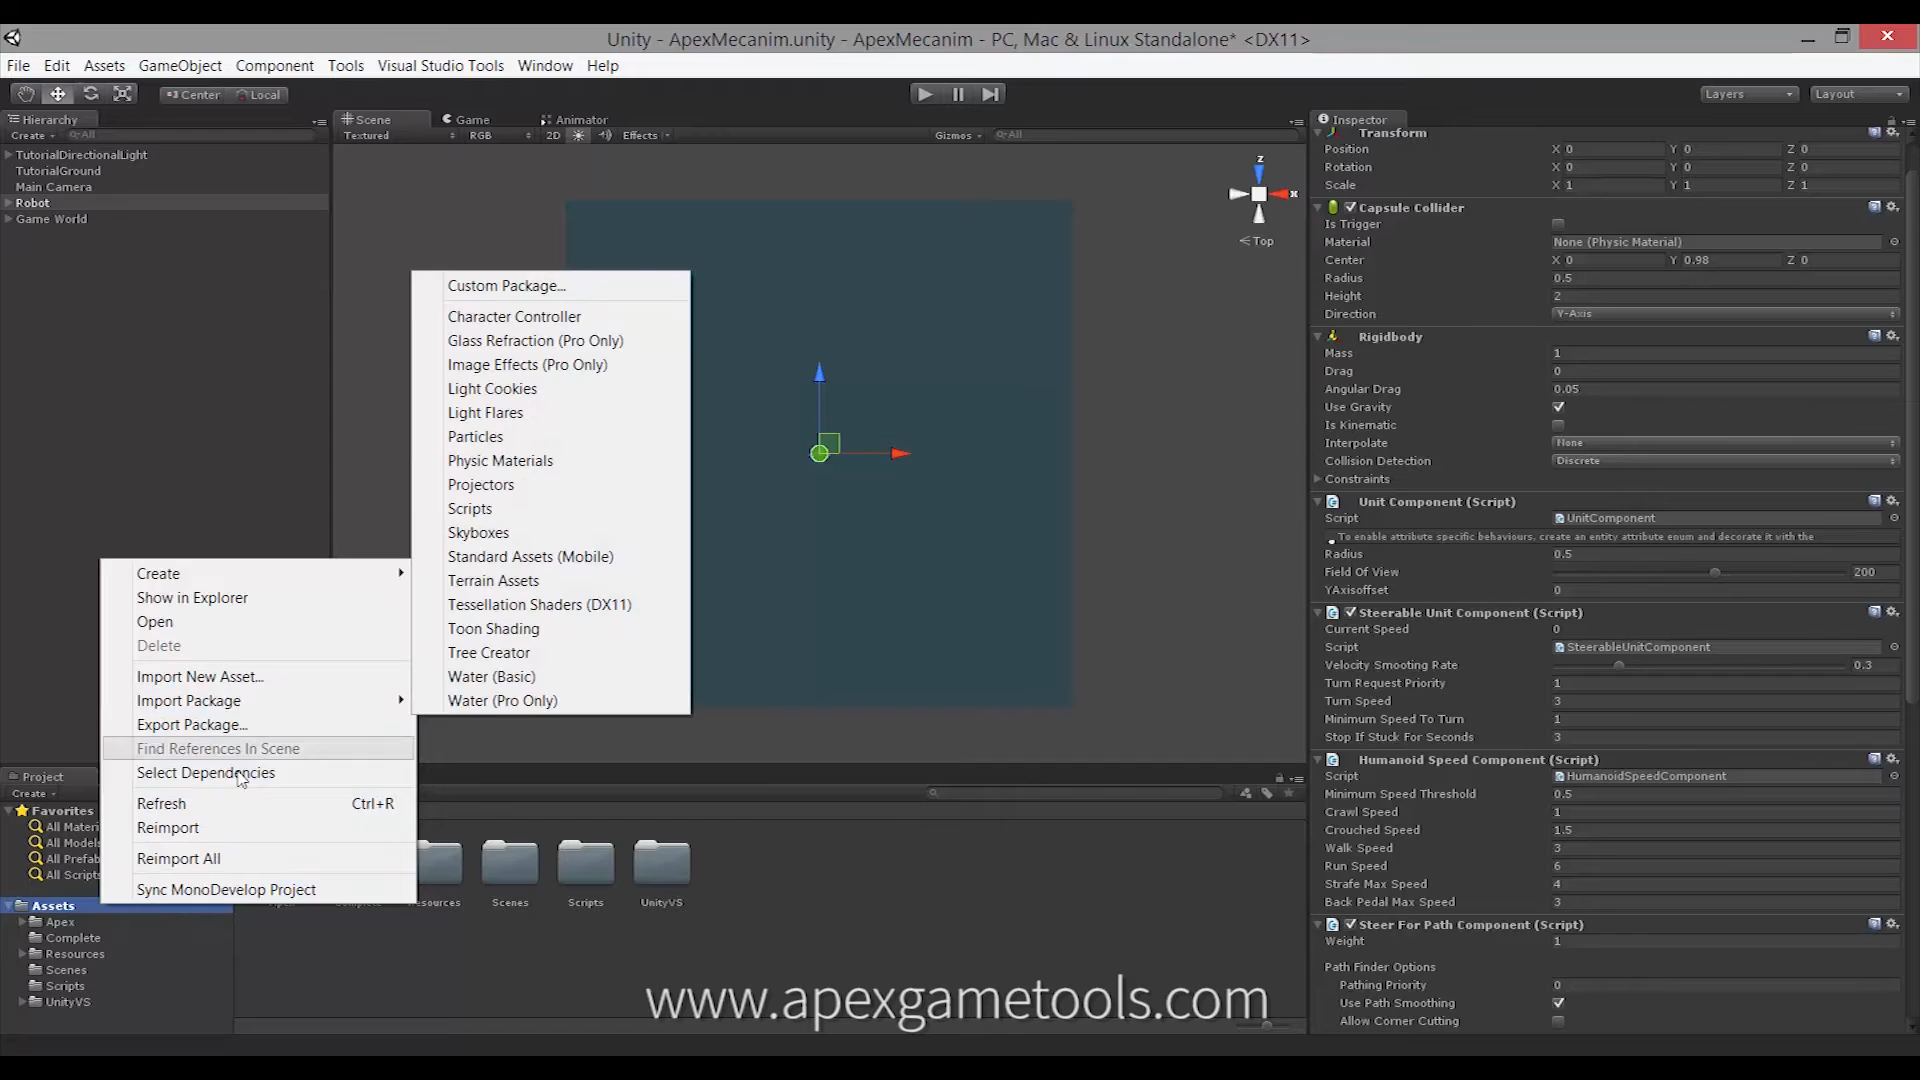 Unity - ApexMecanim.unity - ApexMecanim - PC, Mac & Linux Standalone* <DX11>
File Edit Assets GameObject Component Tools Visual Studio Tools Window Help
Center Local
Layers Layout
Hierarchy
Create All
TutorialDirectionalLight
TutorialGround
Main Camera
Robot
Game World
Scene Game Animator
Textured RGB 2D Effects Gizmos All
z
x
Top
Custom Package...
Character Controller
Glass Refraction (Pro Only)
Image Effects (Pro Only)
Light Cookies
Light Flares
Particles
Physic Materials
Projectors
Scripts
Skyboxes
Standard Assets (Mobile)
Terrain Assets
Tessellation Shaders (DX11)
Toon Shading
Tree Creator
Water (Basic)
Water (Pro Only)
Create
Show in Explorer
Open
Delete
Import New Asset...
Import Package
Export Package...
Find References In Scene
Select Dependencies
Refresh Ctrl+R
Reimport
Reimport All
Sync MonoDevelop Project
Project
Create
Favorites
All Materi
All Models
All Prefab
All Scripts
Assets
Apex
Complete
Resources
Scenes
Scripts
UnityVS
sources Scenes Scripts UnityVS
Inspector
Transform
Position X 0 Y 0 Z 0
Rotation X 0 Y 0 Z 0
Scale X 1 Y 1 Z 1
Capsule Collider
Is Trigger
Material None (Physic Material)
Center X 0 Y 0.98 Z 0
Radius 0.5
Height 2
Direction Y-Axis
Rigidbody
Mass 1
Drag 0
Angular Drag 0.05
Use Gravity
Is Kinematic
Interpolate None
Collision Detection Discrete
Constraints
Unit Component (Script)
Script UnitComponent
To enable attribute specific behaviours, create an entity attribute enum and decorate it with the
Radius 0.5
Field Of View 200
YAxisoffset 0
Steerable Unit Component (Script)
Current Speed 0
Script SteerableUnitComponent
Velocity Smoothing Rate 0.3
Turn Request Priority 1
Turn Speed 3
Minimum Speed To Turn 1
Stop If Stuck For Seconds 3
Humanoid Speed Component (Script)
Script HumanoidSpeedComponent
Minimum Speed Threshold 0.5
Crawl Speed 1
Crouched Speed 1.5
Walk Speed 3
Run Speed 6
Strafe Max Speed 4
Back Pedal Max Speed 3
Steer For Path Component (Script)
Weight 1
Path Finder Options
Pathing Priority 0
Use Path Smoothing
Allow Corner Cutting
www.apexgametools.com